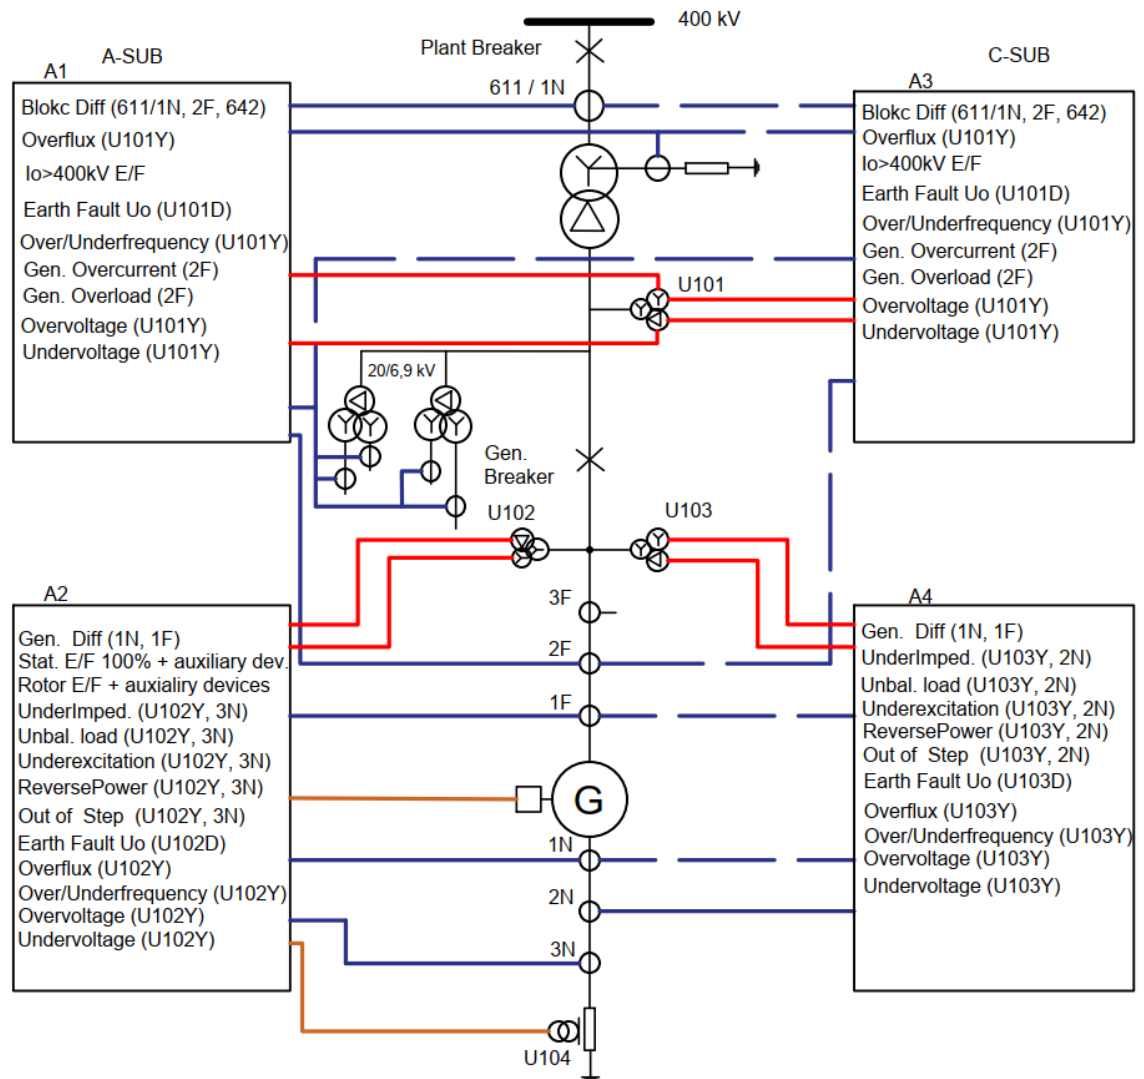 400 kV
Plant Breaker
A-SUB
C-SUB
A1
611 / 1N
A3
Blokc Diff (611/1N, 2F, 642)
Overflux (U101Y)
Io>400kV E/F
Earth Fault Uo (U101D)
Over/Underfrequency (U101Y)
Gen. Overcurrent (2F)
Gen. Overload (2F)
Overvoltage (U101Y)
Undervoltage (U101Y)
Blokc Diff (611/1N, 2F, 642)
Overflux (U101Y)
Io>400kV E/F
Earth Fault Uo (U101D)
Over/Underfrequency (U101Y)
Gen. Overcurrent (2F)
Gen. Overload (2F)
Overvoltage (U101Y)
Undervoltage (U101Y)
U101
20/6,9 kV
Gen.
Breaker
U102
U103
3F
2F
1F
G
1N
2N
3N
U104
A2
Gen. Diff (1N, 1F)
Stat. E/F 100% + auxiliary dev.
Rotor E/F + auxialiry devices
UnderImped. (U102Y, 3N)
Unbal. load (U102Y, 3N)
Underexcitation (U102Y, 3N)
ReversePower (U102Y, 3N)
Out of Step (U102Y, 3N)
Earth Fault Uo (U102D)
Overflux (U102Y)
Over/Underfrequency (U102Y)
Overvoltage (U102Y)
Undervoltage (U102Y)
A4
Gen. Diff (1N, 1F)
UnderImped. (U103Y, 2N)
Unbal. load (U103Y, 2N)
Underexcitation (U103Y, 2N)
ReversePower (U103Y, 2N)
Out of Step (U103Y, 2N)
Earth Fault Uo (U103D)
Overflux (U103Y)
Over/Underfrequency (U103Y)
Overvoltage (U103Y)
Undervoltage (U103Y)